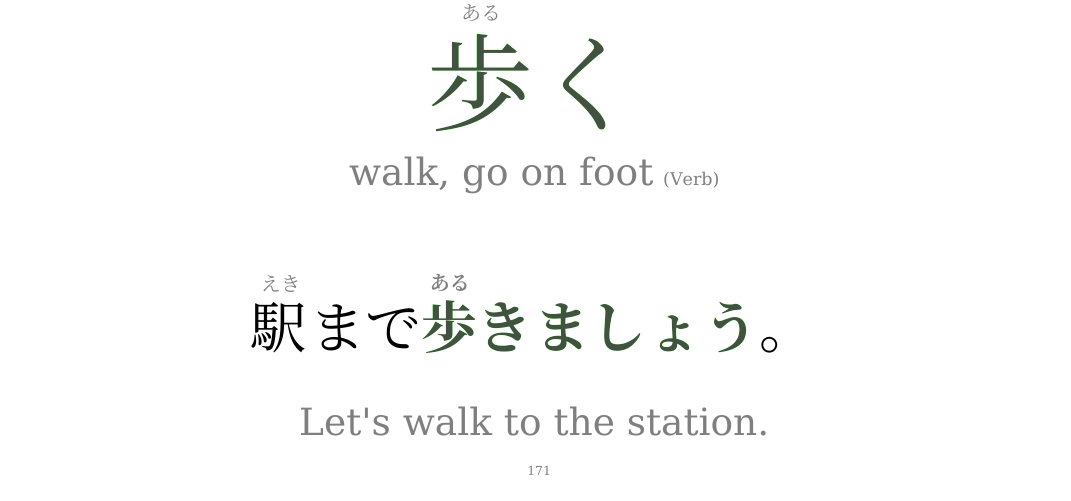 ある
歩く
walk, go on foot (Verb)
えき ある
駅まで歩きましょう。
Let's walk to the station.
171